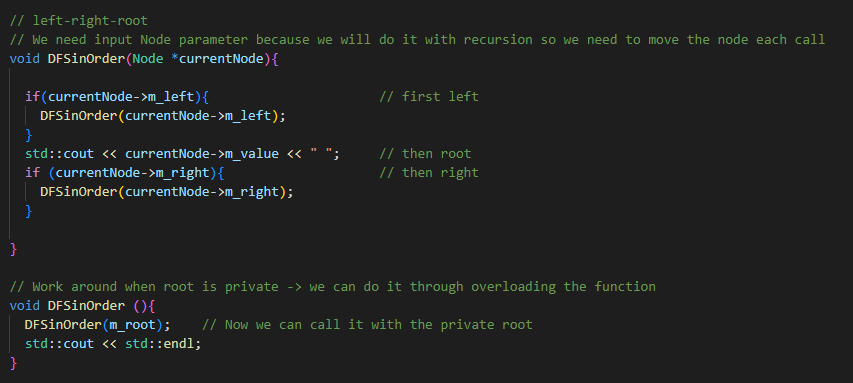 // left-right-root
// We need input Node parameter because we will do it with recursion so we need to move the node each call
void DFSinOrder(Node *currentNode){
if(currentNode->m_left){ // first left
DFSinOrder(currentNode->m_left);
}
std::cout << currentNode->m_value << " "; // then root
if (currentNode->m_right){ // then right
DFSinOrder(currentNode->m_right);
}
}
// Work around when root is private -> we can do it through overloading the function
void DFSinOrder (){
DFSinOrder(m_root); // Now we can call it with the private root
std::cout << std::endl;
}